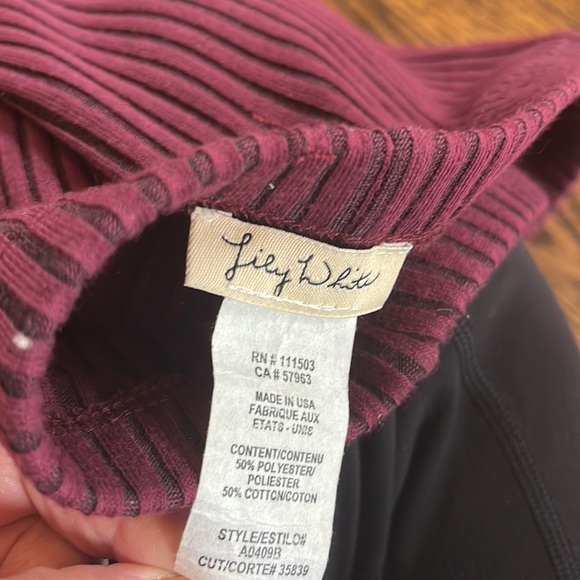 Lily White
RN # 111503
CA # 57963
MADE IN USA
FABRIQUE AUX
ETATS - UNIS
CONTENT/CONTENU
50% POLYESTER/
POLIESTER
50% COTTON/COTON
STYLE/ESTILO#
A0409B
CUT/CORTE# 35839